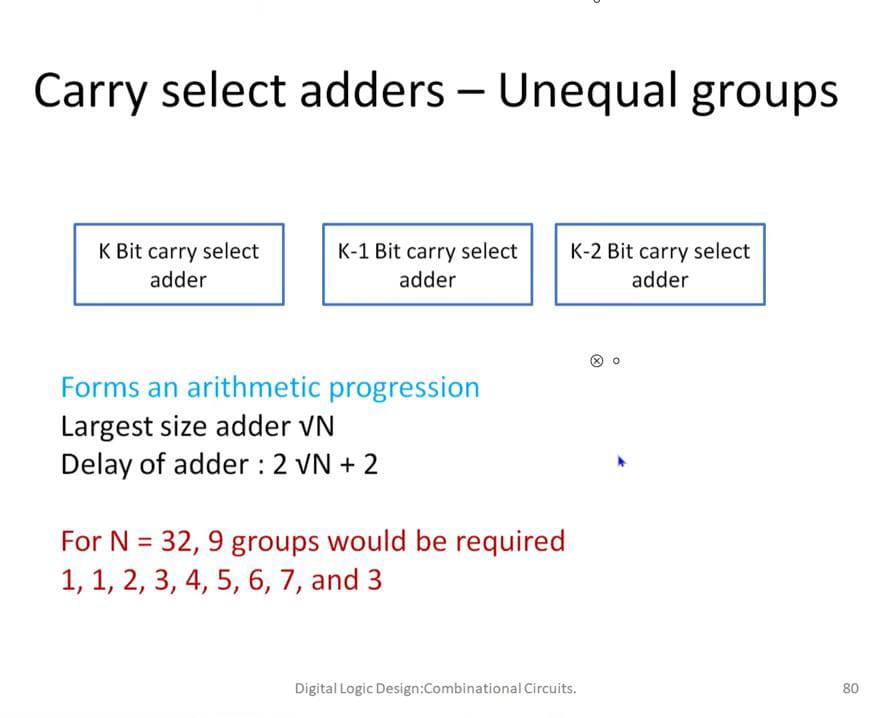 Carry select adders – Unequal groups
K Bit carry select
adder
K-1 Bit carry select
adder
K-2 Bit carry select
adder
Forms an arithmetic progression
Largest size adder √N
Delay of adder : 2 √N + 2
For N = 32, 9 groups would be required
1, 1, 2, 3, 4, 5, 6, 7, and 3
Digital Logic Design:Combinational Circuits.
80